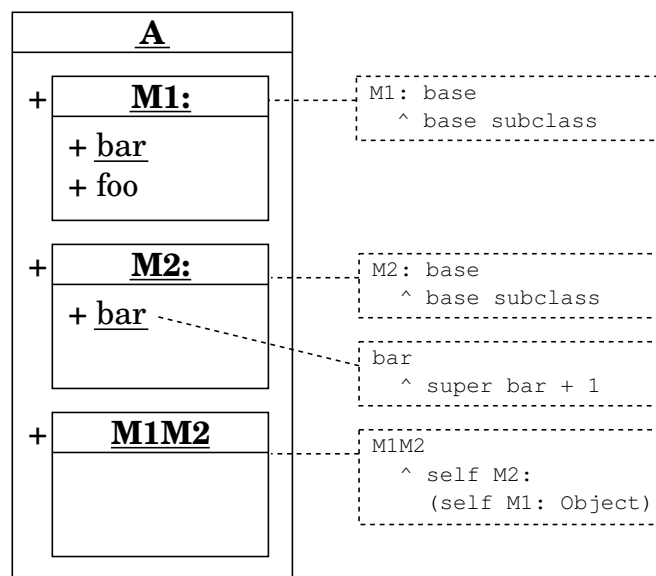 A
+ M1:
+ bar
+ foo
M1: base
^ base subclass
+ M2:
+ bar
M2: base
^ base subclass
bar
^ super bar + 1
+ M1M2
M1M2
^ self M2:
(self M1: Object)